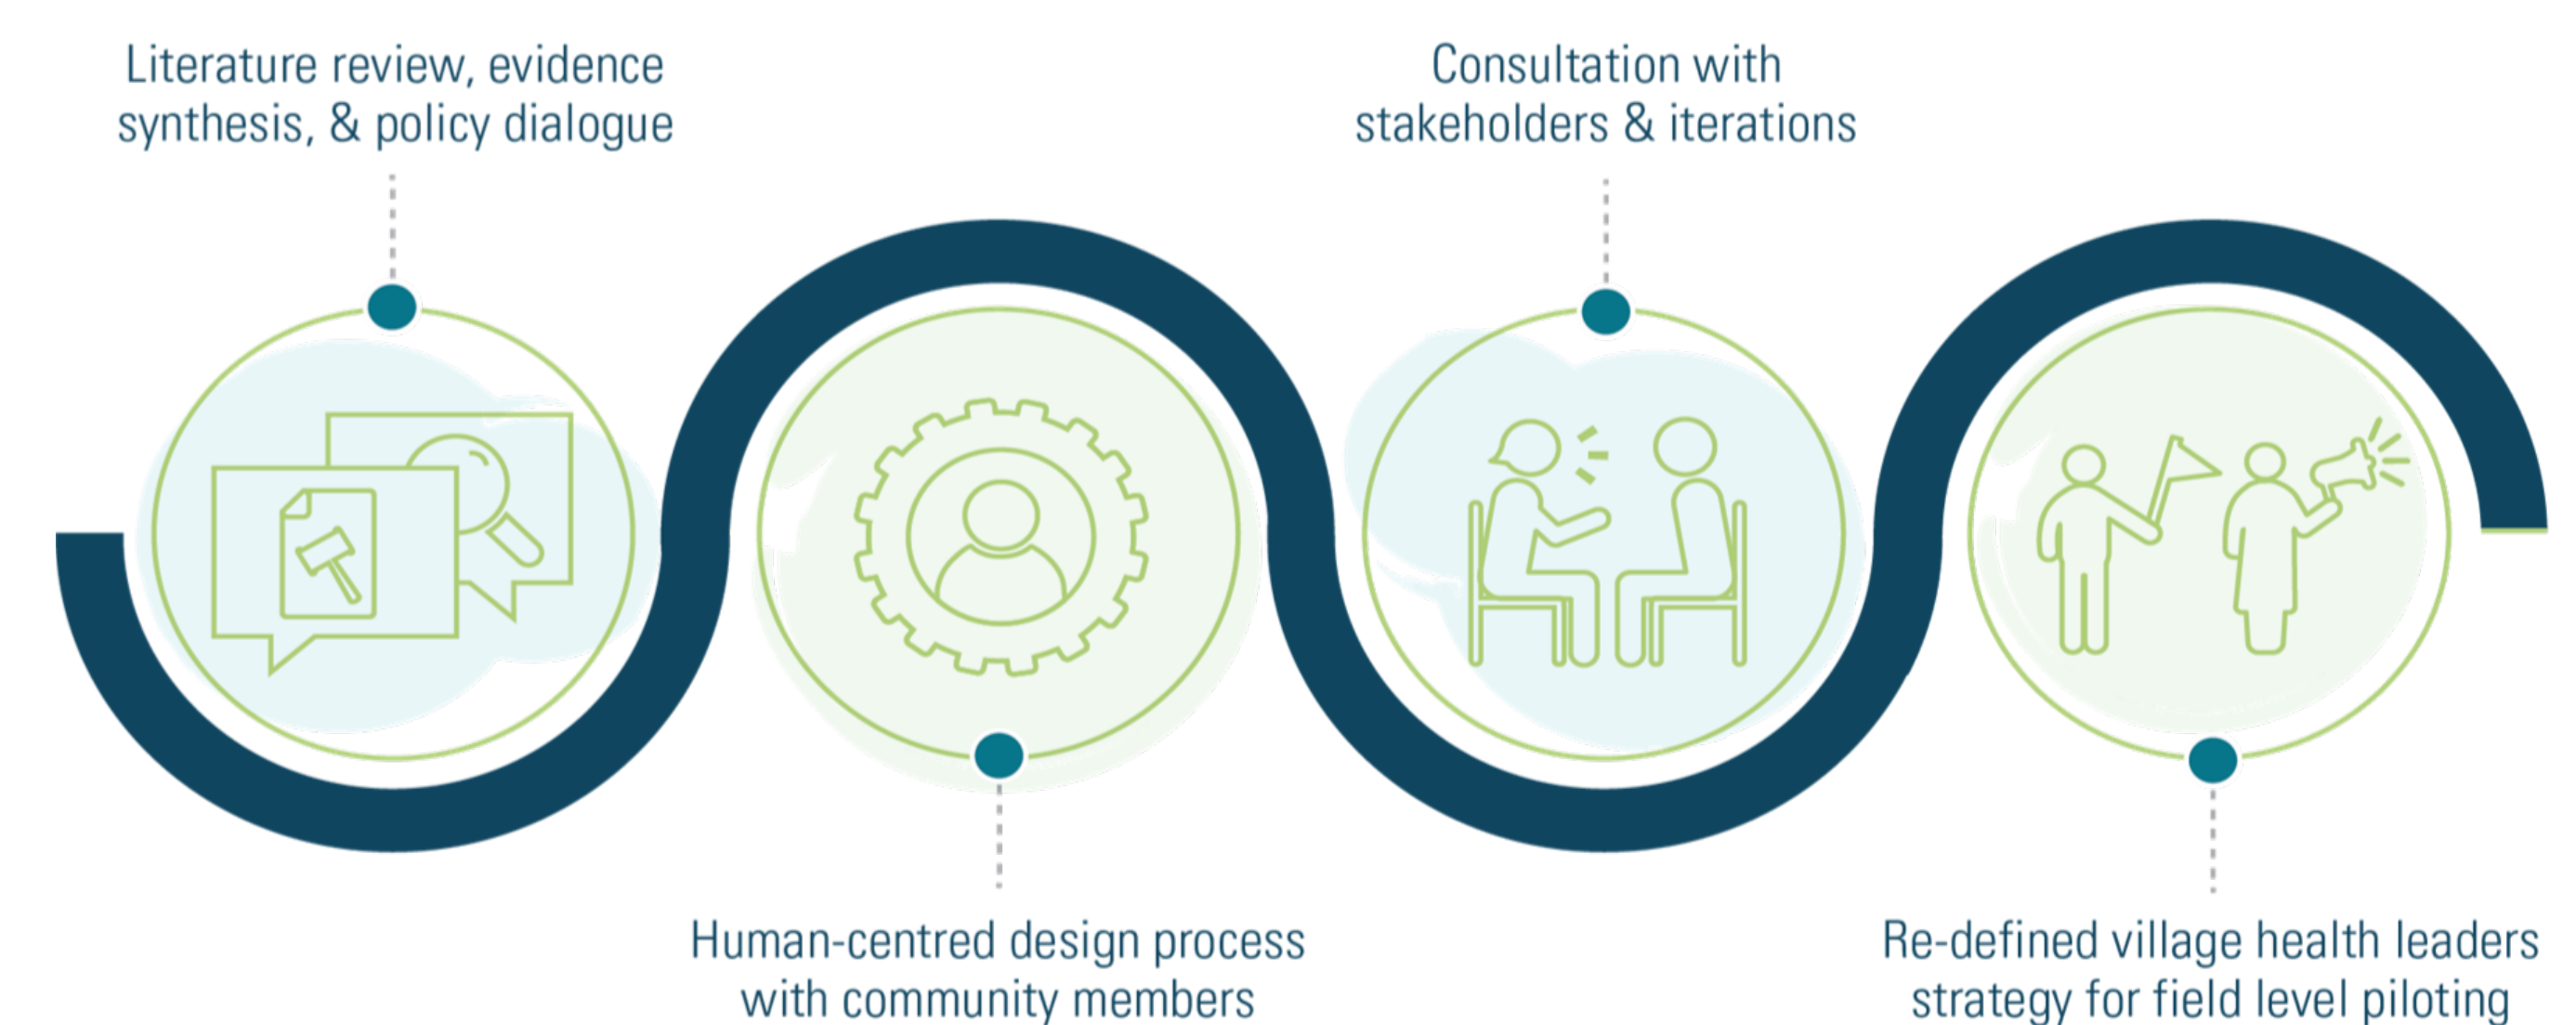 Literature review, evidence
synthesis, & policy dialogue
Human-centred design process
with community members
Consultation with
stakeholders & iterations
Re-defined village health leaders
strategy for field level piloting